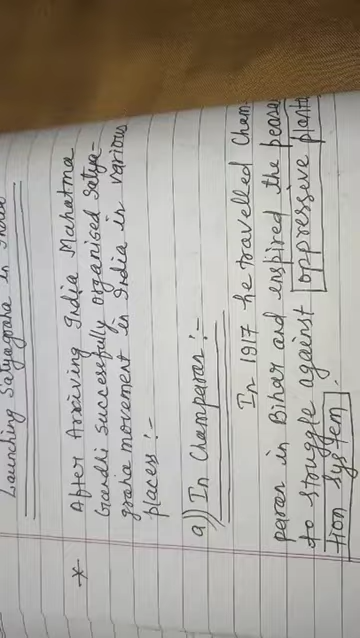 Launching Satyagraha in India
* After Arriving India Mahatma
Gandhi successfully organised Satya-
graha movement in India in various
places :-
a) In Champaran :-
In 1917 he travelled Cham-
paran in Bihar and inspired the
to struggle against oppressive
tion system.